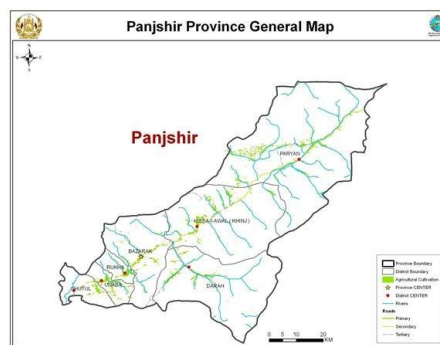 Panjshir Province General Map
N
Panjshir
PARYAN
HISSA-I-AWAL ( KHINJ )
BAZARAK
RUKHA
UNABA
SHUTUL
DARAH
0 5 10 20
KM
Province Boundary
District Boundary
Agricultural Cultivation
Province CENTER
District CENTER
Rivers
Roads
Primary
Secondary
Tertiary